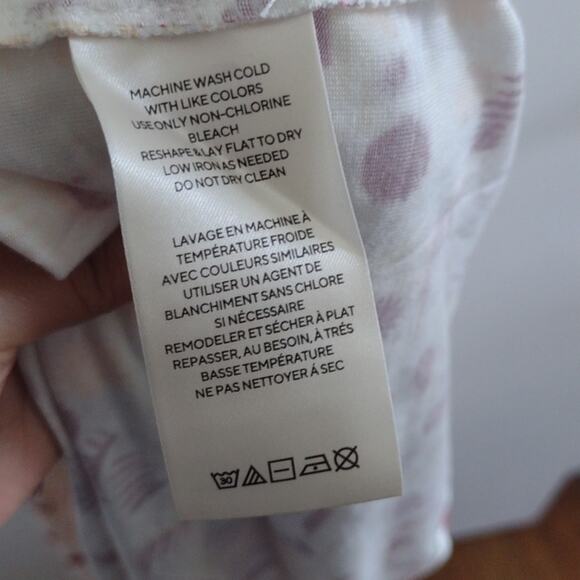 MACHINE WASH COLD
WITH LIKE COLORS
USE ONLY NON-CHLORINE
BLEACH
RESHAPE & LAY FLAT TO DRY
LOW IRON AS NEEDED
DO NOT DRY CLEAN
LAVAGE EN MACHINE À
TEMPÉRATURE FROIDE
AVEC COULEURS SIMILAIRES
UTILISER UN AGENT DE
BLANCHIMENT SANS CHLORE
SI NÉCESSAIRE
REMODELER ET SÉCHER À PLAT
REPASSER, AU BESOIN, À TRÉS
BASSE TEMPÉRATURE
NE PAS NETTOYER Á SEC
30